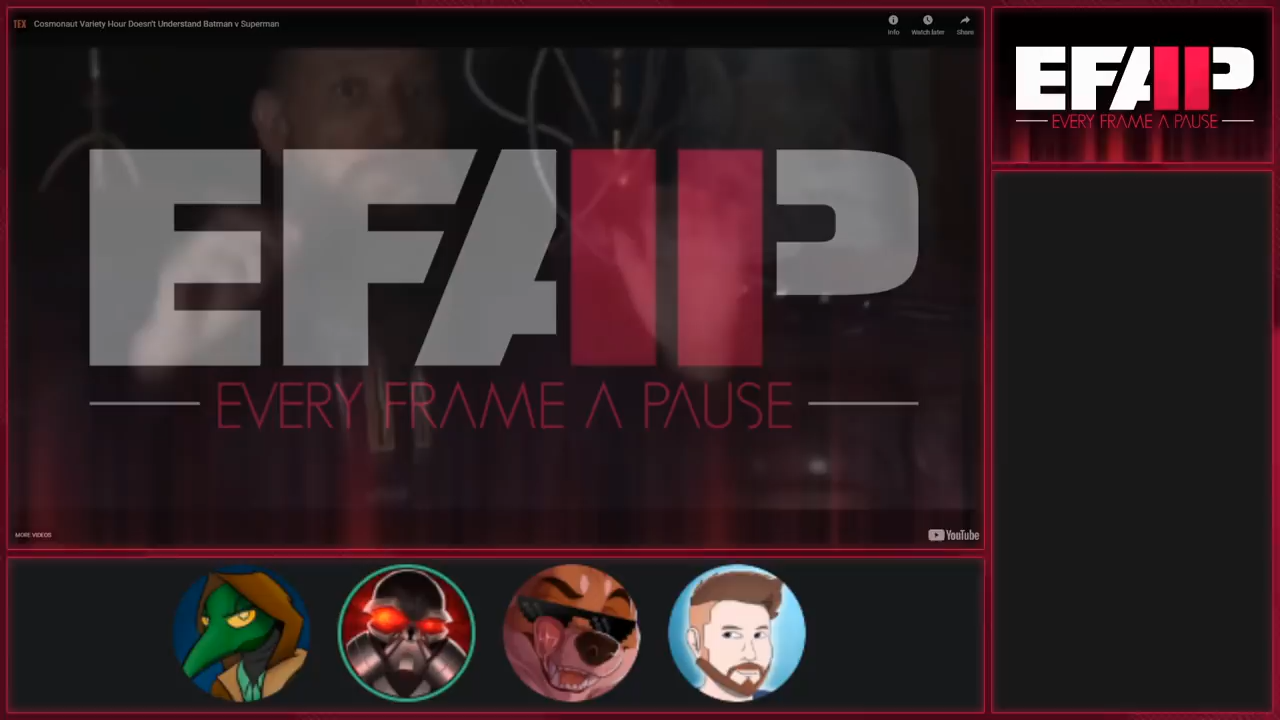 TEX Cosmonaut Variety Hour Doesn't Understand Batman v Superman
Info Watch later Share
EFAP
EVERY FRAME A PAUSE
MORE VIDEOS
YouTube
EFAP
EVERY FRAME A PAUSE